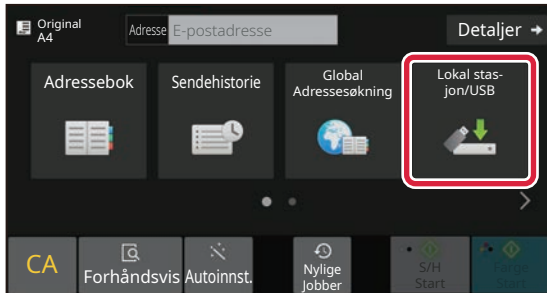 Original
A4
Adresse E-postadresse
Detaljer
Adressebok
Sendehistorie
Global
Adressesøkning
Lokal stas-
jon/USB
CA
Forhåndsvis
Autoinnst.
Nylige
Jobber
S/H
Start
Farge
Start